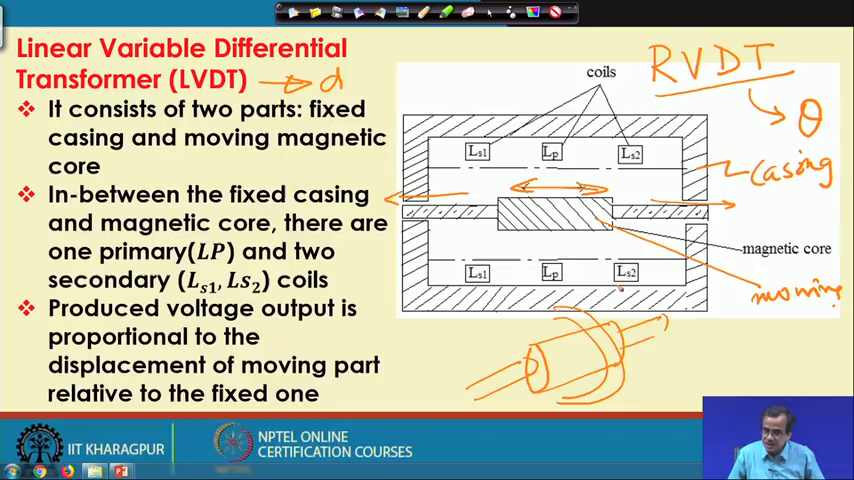 Linear Variable Differential
Transformer (LVDT) → d
❖ It consists of two parts: fixed
casing and moving magnetic
core
❖ In-between the fixed casing
and magnetic core, there are
one primary(LP) and two
secondary (Ls1, Ls2) coils
❖ Produced voltage output is
proportional to the
displacement of moving part
relative to the fixed one
RVDT
θ
coils
Ls1 Lp Ls2
casing
magnetic core
Ls1 Lp Ls2
moving
IIT KHARAGPUR
NPTEL ONLINE
CERTIFICATION COURSES